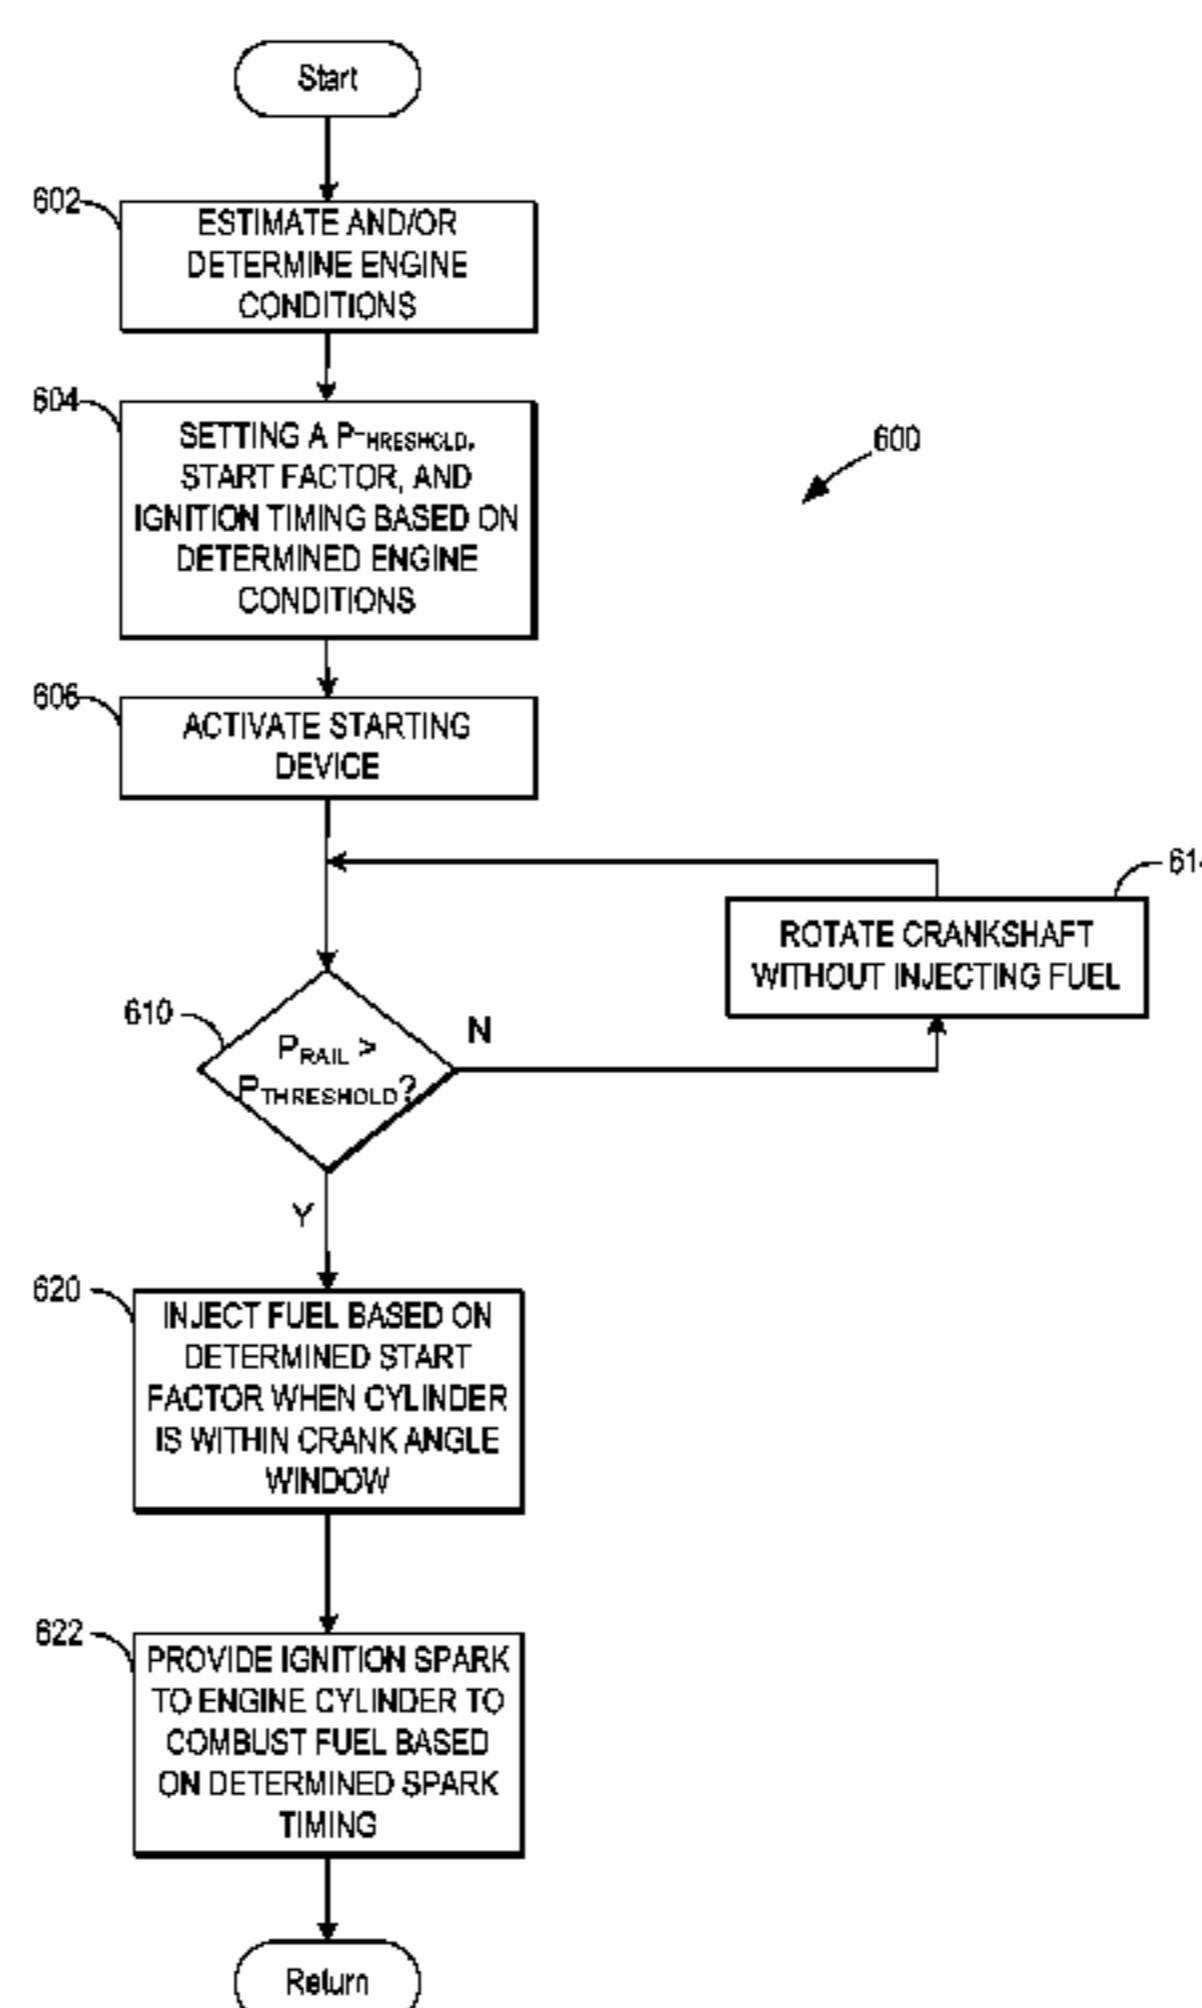 Start
602
ESTIMATE AND/OR
DETERMINE ENGINE
CONDITIONS
604
SETTING A PTHRESHOLD,
START FACTOR, AND
IGNITION TIMING BASED ON
DETERMINED ENGINE
CONDITIONS
600
606
ACTIVATE STARTING
DEVICE
ROTATE CRANKSHAFT
WITHOUT INJECTING FUEL
610
PRAIL >
PTHRESHOLD?
N
Y
620
INJECT FUEL BASED ON
DETERMINED START
FACTOR WHEN CYLINDER
IS WITHIN CRANK ANGLE
WINDOW
622
PROVIDE IGNITION SPARK
TO ENGINE CYLINDER TO
COMBUST FUEL BASED
ON DETERMINED SPARK
TIMING
Return